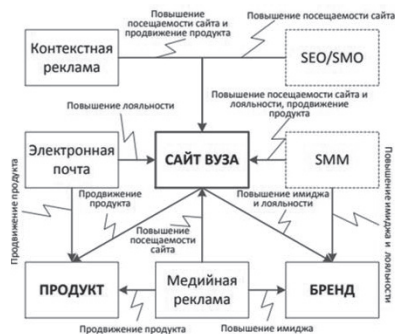 Повышение
посещаемости сайта и
продвижение продукта
Повышение посещаемости сайта
Контекстная
реклама
SEO/SMO
Повышение посещаемости сайта и
лояльности, продвижение
продукта
Повышение лояльности
Электронная
почта
САЙТ ВУЗА
SMM
Продвижение продукта
Продвижение
продукта
Повышение
посещаемости
сайта
Повышение имиджа
и лояльности
Повышение имиджа и лояльности
ПРОДУКТ
Медийная
реклама
БРЕНД
Продвижение продукта
Повышение имиджа